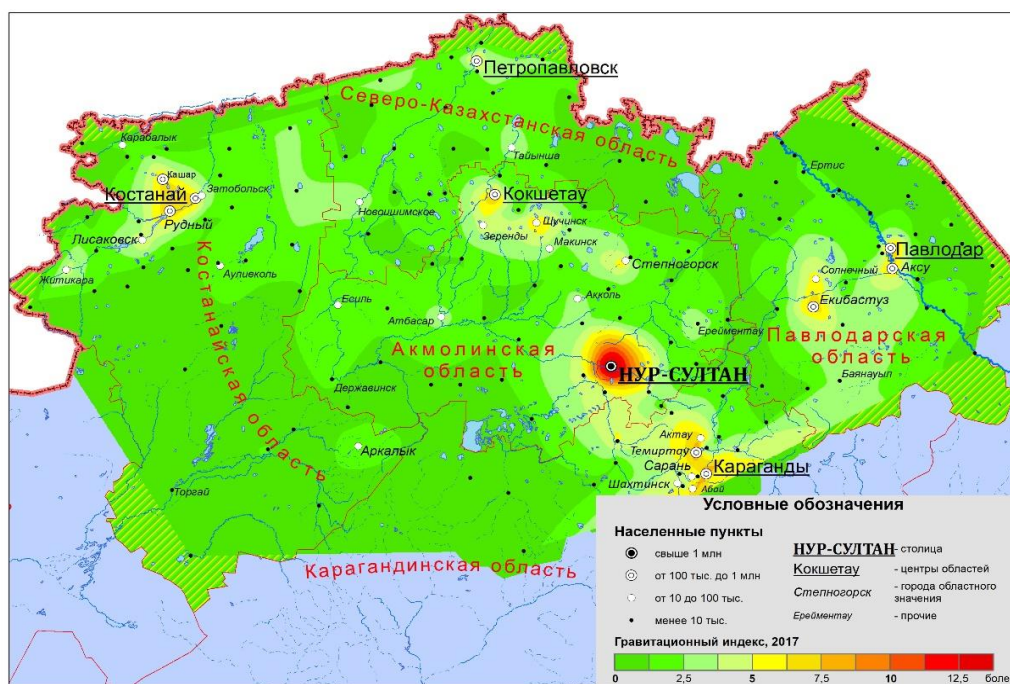 Петропавловск
Северо-Казахстанская область
Карабалык
Тайынша
Ертис
Кашар
Костанай
Затобольск
Кокшетау
Рудный
Новоишимское
Щучинск
Зеренды
Лисаковск
Макинск
Павлодар
Степногорск
Аксу
Житикара
Аулиеколь
Солнечный
Костанайская область
Акколь
Екибастуз
Есиль
Атбасар
Ерейментау
Павлодарская
область
Акмолинская
область
НУР-СУЛТАН
Баянауыл
Державинск
Актау
Аркалык
Темиртау
Сарань
Караганды
Шахтинск
Абай
Торгай
Карагандинская область
Условные обозначения
Населенные пункты
свыше 1 млн
от 100 тыс. до 1 млн
от 10 до 100 тыс.
менее 10 тыс.
НУР-СУЛТАН - столица
Кокшетау - центры областей
Степногорск - города областного
значения
Ерейментау - прочие
Гравитационный индекс, 2017
0 2,5 5 7,5 10 12,5 боле